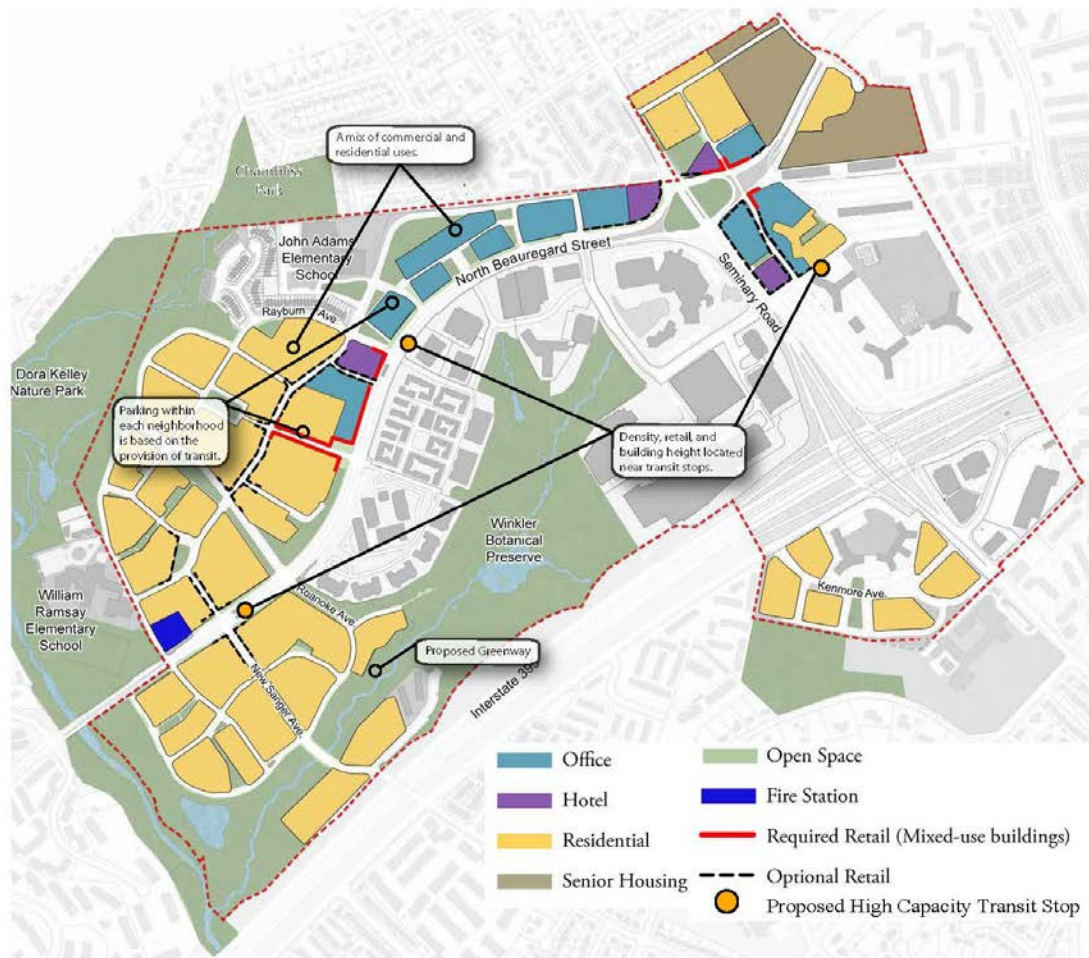 A mix of commercial and
residential uses.
Chambliss
Park
John Adams
Elementary
School
North Beauregard Street
Rayburn Ave
Seminary Road
Dora Kelley
Nature Park
Parking within
each neighborhood
is based on the
provision of transit.
Density, retail, and
building height located
near transit stops.
Winkler
Botanical
Preserve
Roanoke Ave.
Kenmore Ave.
William
Ramsay
Elementary
School
Proposed Greenway
New Sanger Ave.
Interstate 395
Office
Hotel
Residential
Senior Housing
Open Space
Fire Station
Required Retail (Mixed-use buildings)
Optional Retail
Proposed High Capacity Transit Stop